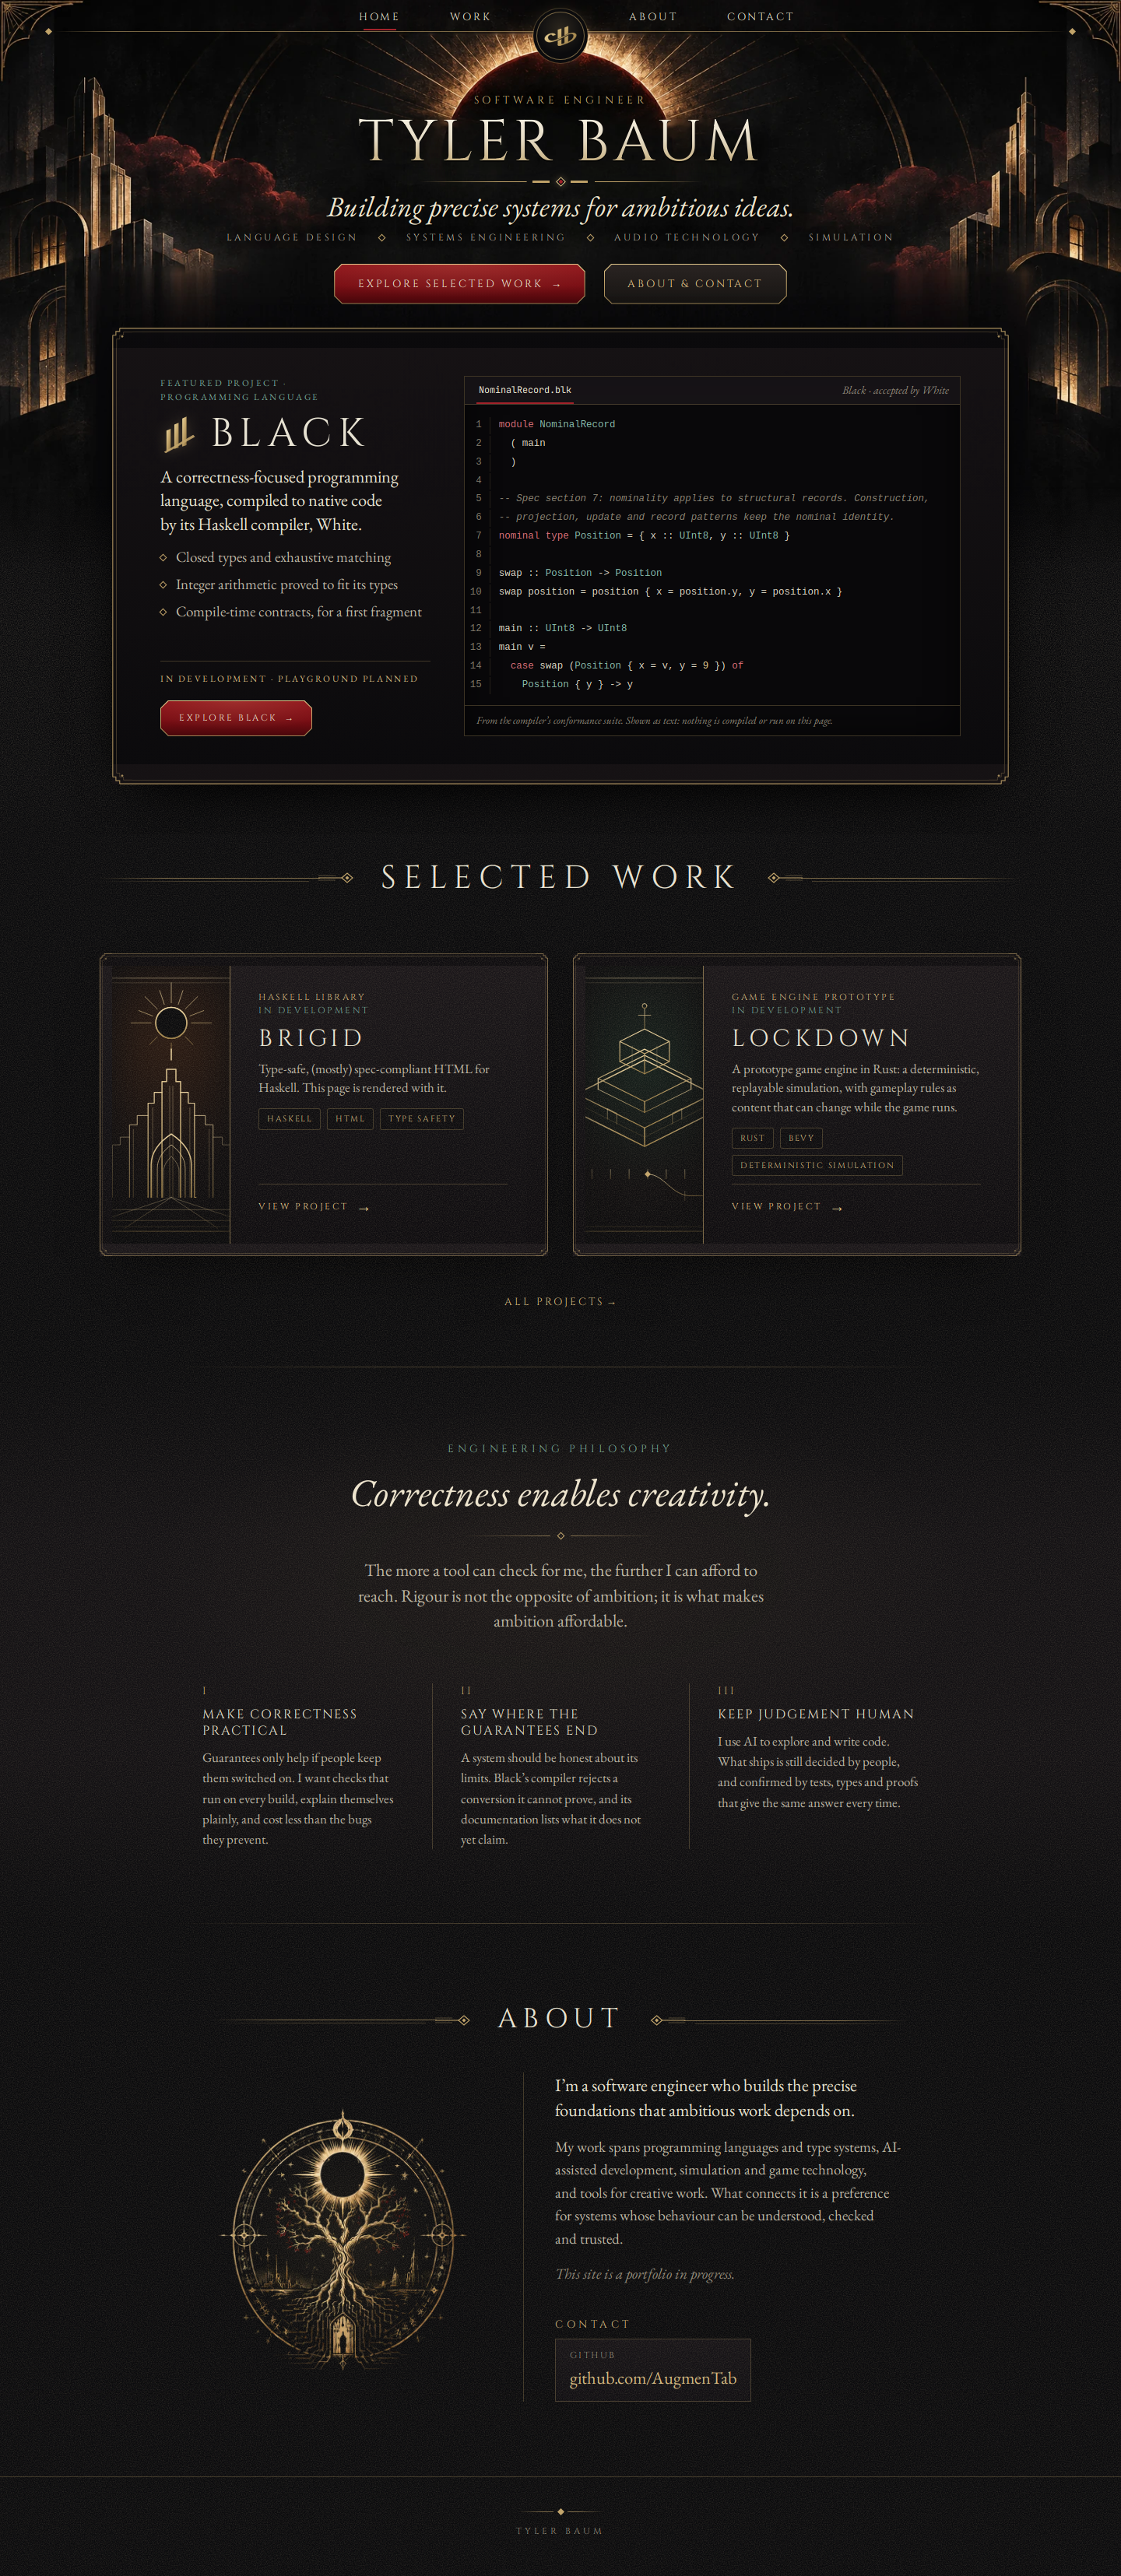 HOME WORK ABOUT CONTACT
SOFTWARE ENGINEER
TYLER BAUM
Building precise systems for ambitious ideas.
LANGUAGE DESIGN SYSTEMS ENGINEERING AUDIO TECHNOLOGY SIMULATION
EXPLORE SELECTED WORK →
ABOUT & CONTACT
FEATURED PROJECT ·
PROGRAMMING LANGUAGE
BLACK
A correctness-focused programming
language, compiled to native code
by its Haskell compiler, White.
Closed types and exhaustive matching
Integer arithmetic proved to fit its types
Compile-time contracts, for a first fragment
IN DEVELOPMENT · PLAYGROUND PLANNED
EXPLORE BLACK →
NominalRecord.blk
Black · accepted by White
1 module NominalRecord
2 ( main
3 )
4
5 -- Spec section 7: nominality applies to structural records. Construction,
6 -- projection, update and record patterns keep the nominal identity.
7 nominal type Position = { x :: UInt8, y :: UInt8 }
8
9 swap :: Position -> Position
10 swap position = position { x = position.y, y = position.x }
11
12 main :: UInt8 -> UInt8
13 main v =
14 case swap (Position { x = v, y = 9 }) of
15 Position { y } -> y
From the compiler's conformance suite. Shown as text: nothing is compiled or run on this page.
SELECTED WORK
HASKELL LIBRARY
IN DEVELOPMENT
BRIGID
Type-safe, (mostly) spec-compliant HTML for
Haskell. This page is rendered with it.
HASKELL HTML TYPE SAFETY
VIEW PROJECT →
GAME ENGINE PROTOTYPE
IN DEVELOPMENT
LOCKDOWN
A prototype game engine in Rust: a deterministic,
replayable simulation, with gameplay rules as
content that can change while the game runs.
RUST BEVY
DETERMINISTIC SIMULATION
VIEW PROJECT →
ALL PROJECTS →
ENGINEERING PHILOSOPHY
Correctness enables creativity.
The more a tool can check for me, the further I can afford to
reach. Rigour is not the opposite of ambition; it is what makes
ambition affordable.
I
MAKE CORRECTNESS
PRACTICAL
Guarantees only help if people keep
them switched on. I want checks that
run on every build, explain themselves
plainly, and cost less than the bugs
they prevent.
II
SAY WHERE THE
GUARANTEES END
A system should be honest about its
limits. Black's compiler rejects a
conversion it cannot prove, and its
documentation lists what it does not
yet claim.
III
KEEP JUDGEMENT HUMAN
I use AI to explore and write code.
What ships is still decided by people,
and confirmed by tests, types and proofs
that give the same answer every time.
ABOUT
I'm a software engineer who builds the precise
foundations that ambitious work depends on.
My work spans programming languages and type systems, AI-
assisted development, simulation and game technology,
and tools for creative work. What connects it is a preference
for systems whose behaviour can be understood, checked
and trusted.
This site is a portfolio in progress.
CONTACT
GITHUB
github.com/AugmenTab
TYLER BAUM